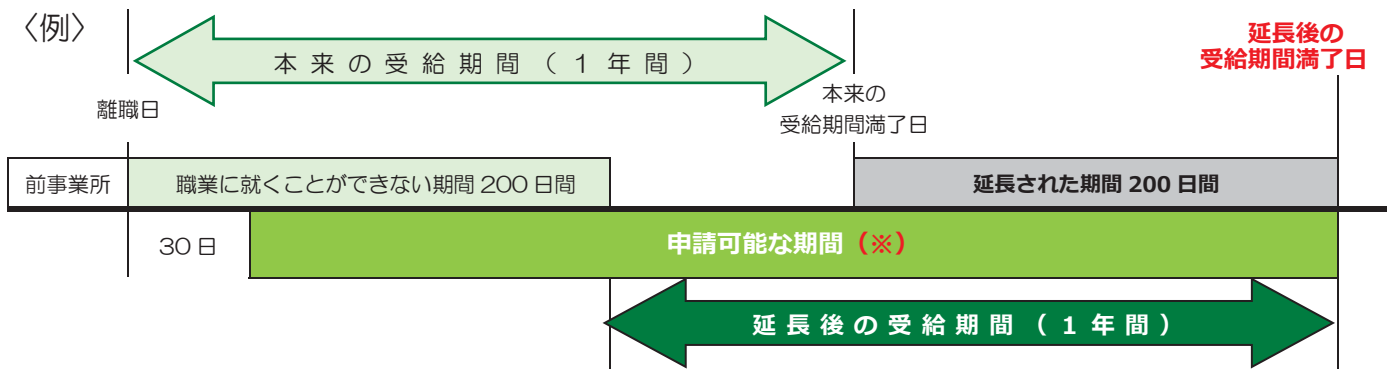 〈例〉
本来の受給期間（1年間）
延長後の
受給期間満了日
離職日
本来の
受給期間満了日
前事業所
職業に就くことができない期間 200 日間
延長された期間 200 日間
30 日
申請可能な期間（※）
延長後の受給期間（1年間）